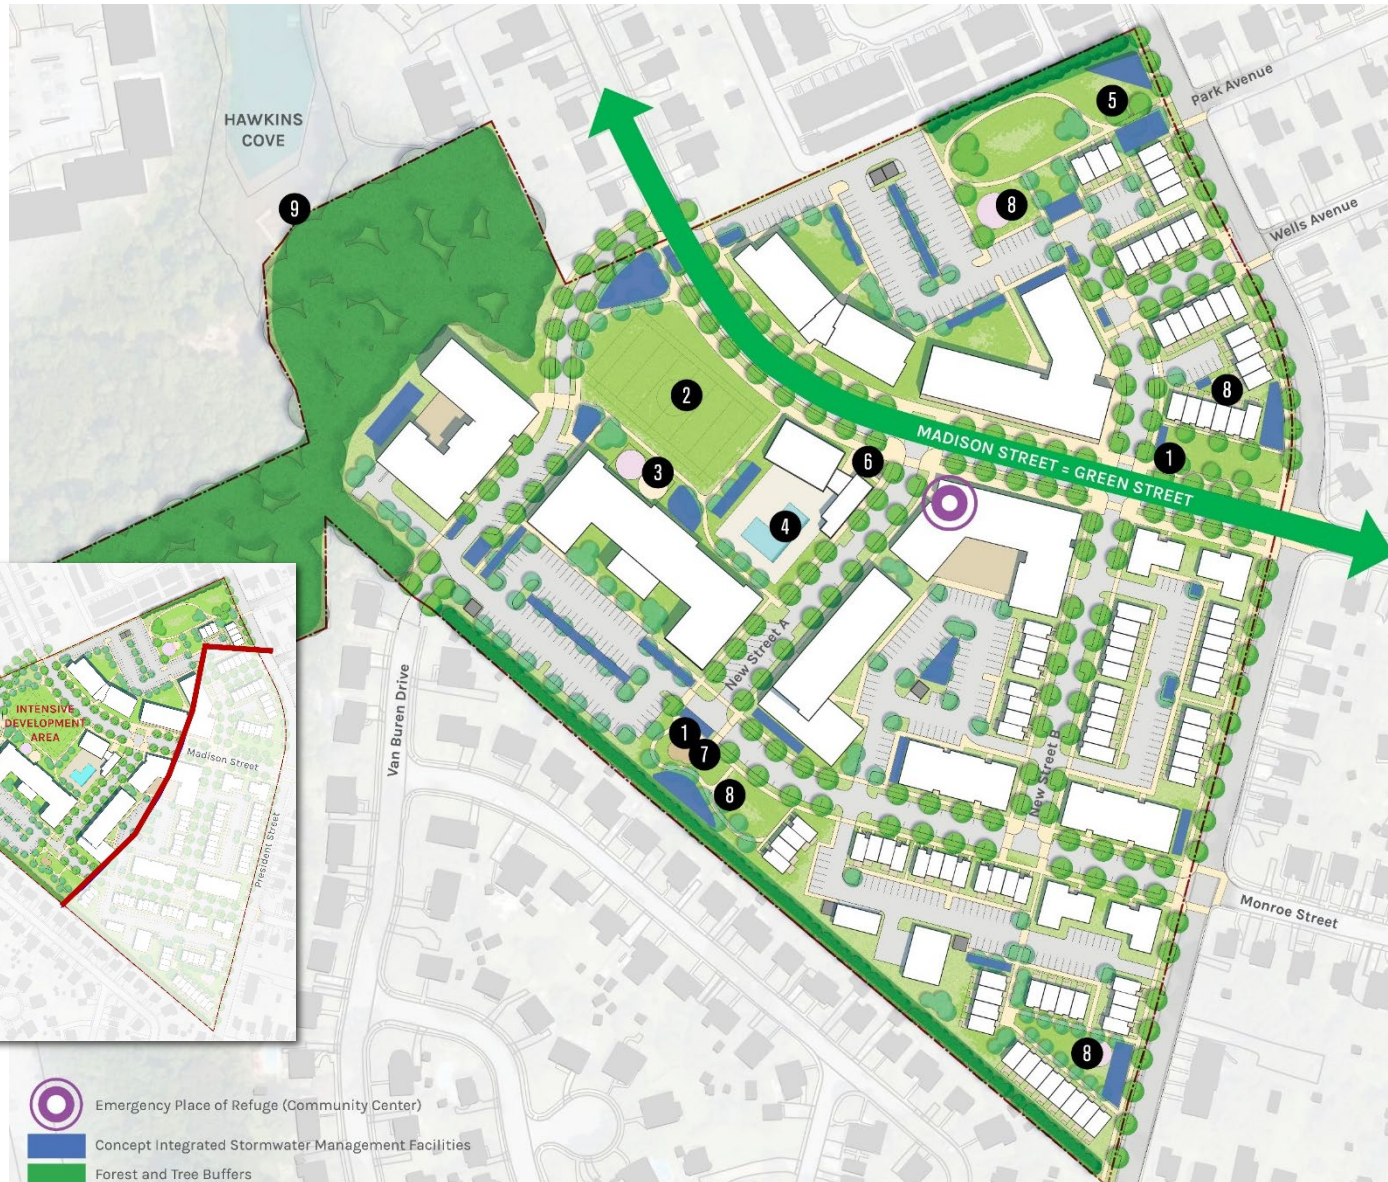 HAWKINS
COVE
Park Avenue
5
9
8
Wells Avenue
2
8
MADISON STREET = GREEN STREET
1
6
3
4
New Street A
Van Buren Drive
1
7
8
New Street B
Monroe Street
8
INTENSIVE
DEVELOPMENT
AREA
Madison Street
President Street
Emergency Place of Refuge (Community Center)
Concept Integrated Stormwater Management Facilities
Forest and Tree Buffers